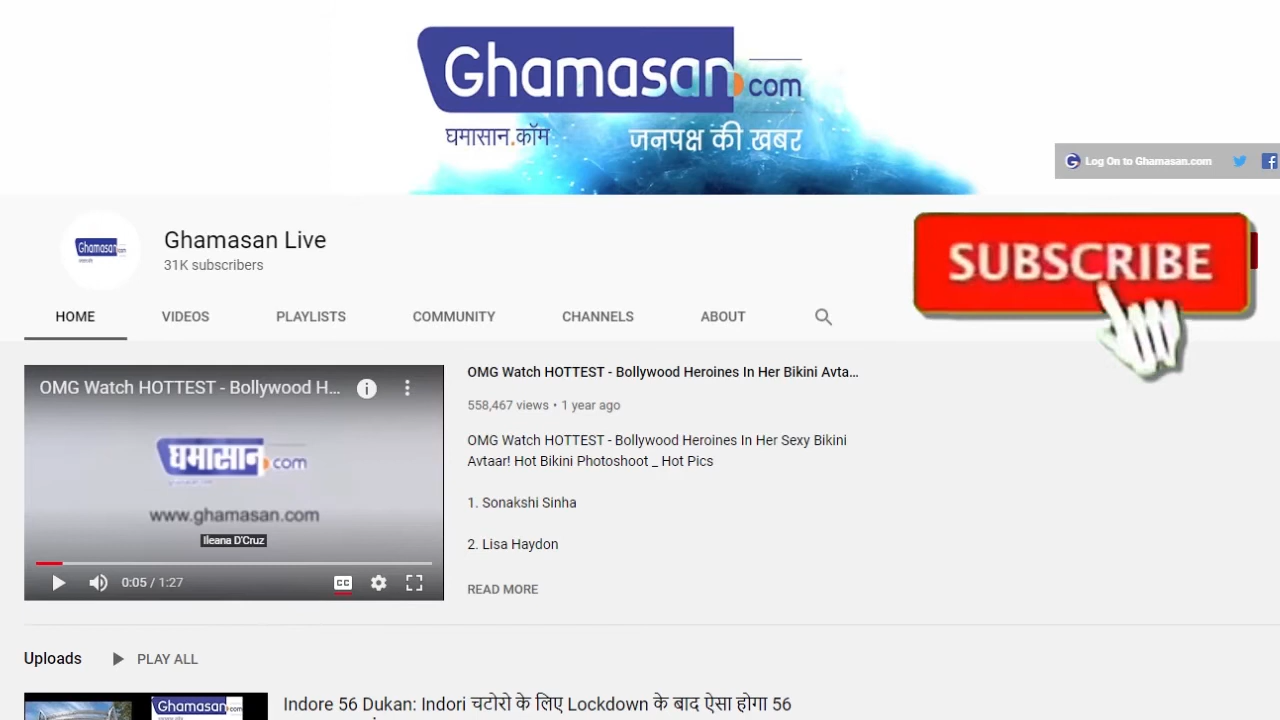 Ghamasan.com
घमासान.कॉम जनपक्ष की खबर
Log On to Ghamasan.com
Ghamasan
Ghamasan Live
31K subscribers
SUBSCRIBE
HOME VIDEOS PLAYLISTS COMMUNITY CHANNELS ABOUT
OMG Watch HOTTEST - Bollywood H...
घमासान.com
www.ghamasan.com
Ileana D'Cruz
0:05 / 1:27
CC
OMG Watch HOTTEST - Bollywood Heroines In Her Bikini Avta...
558,467 views • 1 year ago
OMG Watch HOTTEST - Bollywood Heroines In Her Sexy Bikini
Avtaar! Hot Bikini Photoshoot _ Hot Pics
1. Sonakshi Sinha
2. Lisa Haydon
READ MORE
Uploads PLAY ALL
Ghamasan
Indore 56 Dukan: Indori चटोरो के लिए Lockdown के बाद ऐसा होगा 56